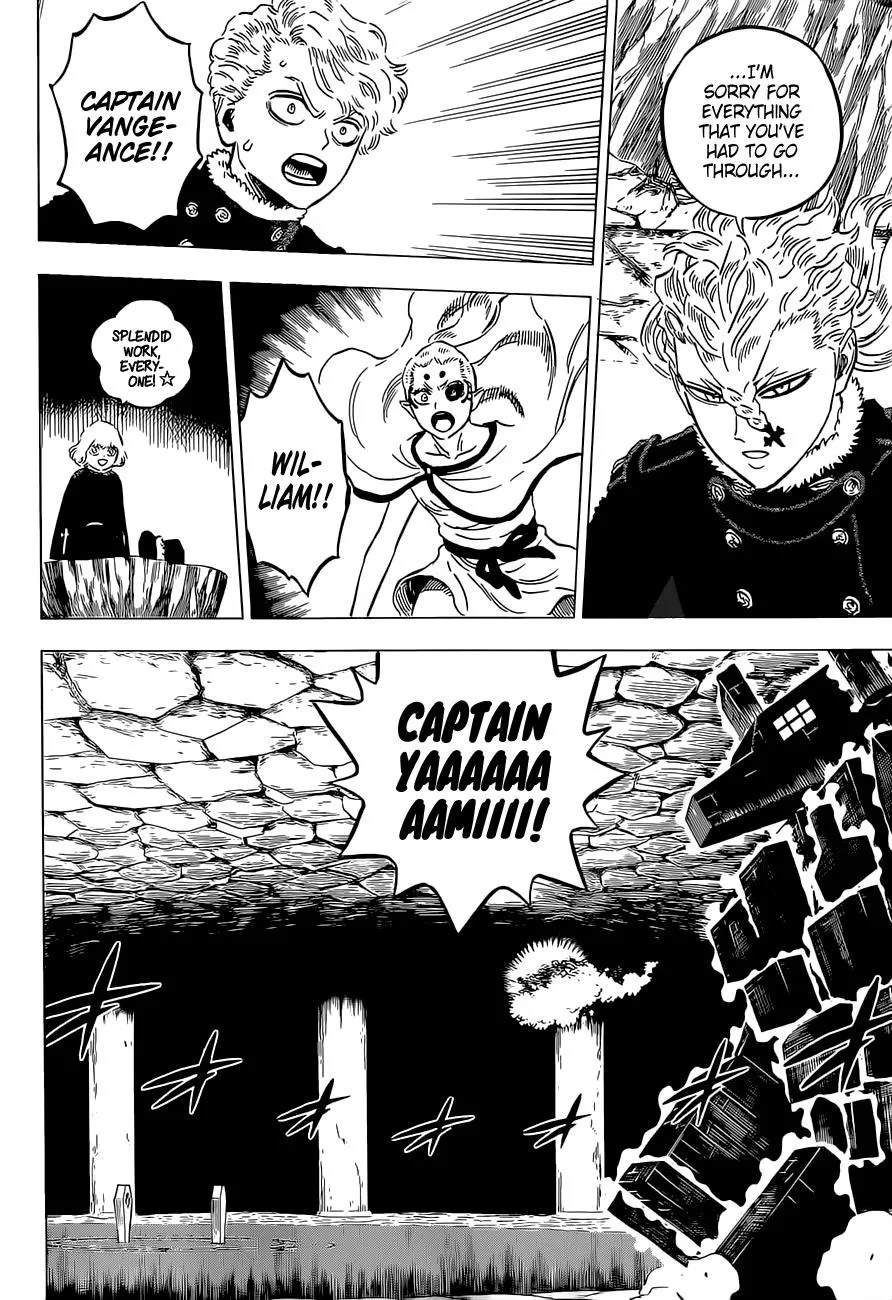 CAPTAIN
VANGE-
ANCE!!
...I'M
SORRY FOR
EVERYTHING
THAT YOU'VE
HAD TO GO
THROUGH...
SPLENDID
WORK,
EVERY-
ONE!☆
WIL-
LIAM!!
CAPTAIN
YAAAAAA
AAMIIII!